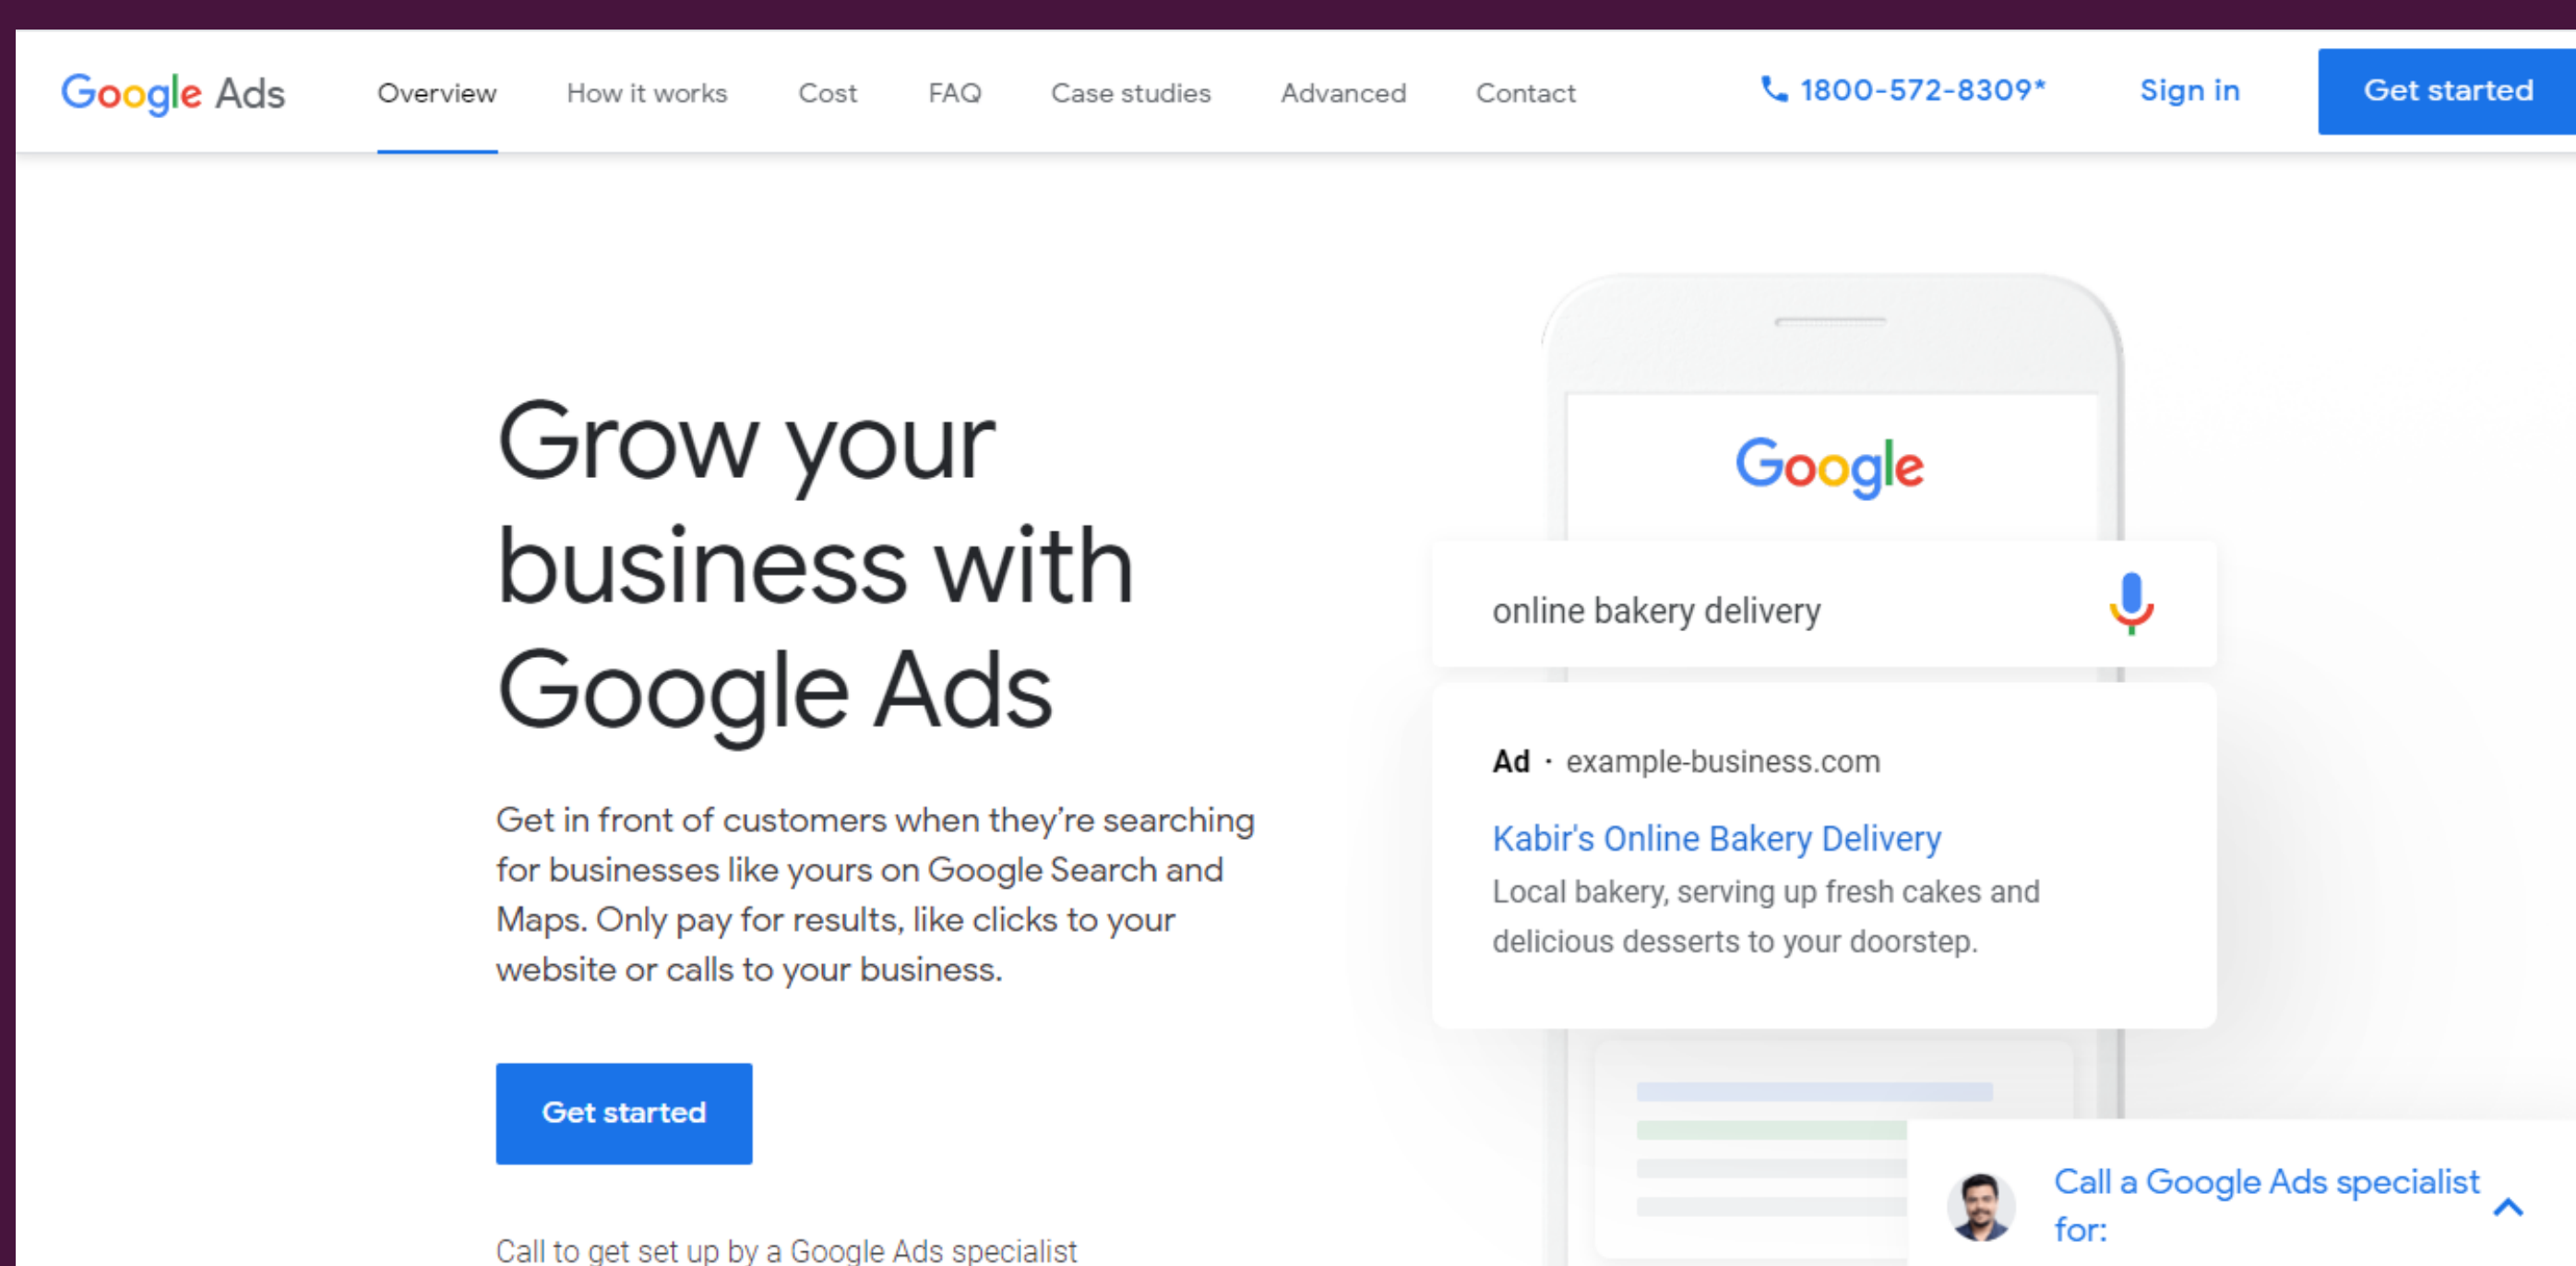 Google Ads
Overview
How it works
Cost
FAQ
Case studies
Advanced
Contact
1800-572-8309*
Sign in
Get started
Grow your
business with
Google Ads
Get in front of customers when they’re searching
for businesses like yours on Google Search and
Maps. Only pay for results, like clicks to your
website or calls to your business.
Get started
Call to get set up by a Google Ads specialist
Google
online bakery delivery
Ad · example-business.com
Kabir's Online Bakery Delivery
Local bakery, serving up fresh cakes and
delicious desserts to your doorstep.
Call a Google Ads specialist
for: